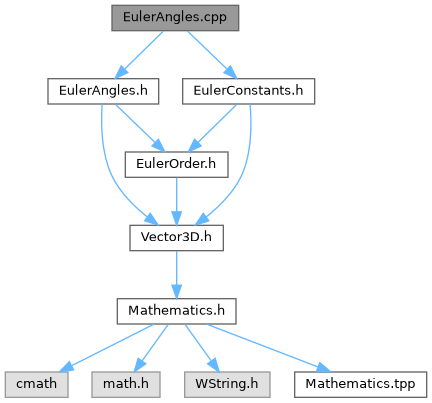 EulerAngles.cpp
EulerAngles.h
EulerConstants.h
EulerOrder.h
Vector3D.h
Mathematics.h
cmath
math.h
WString.h
Mathematics.tpp